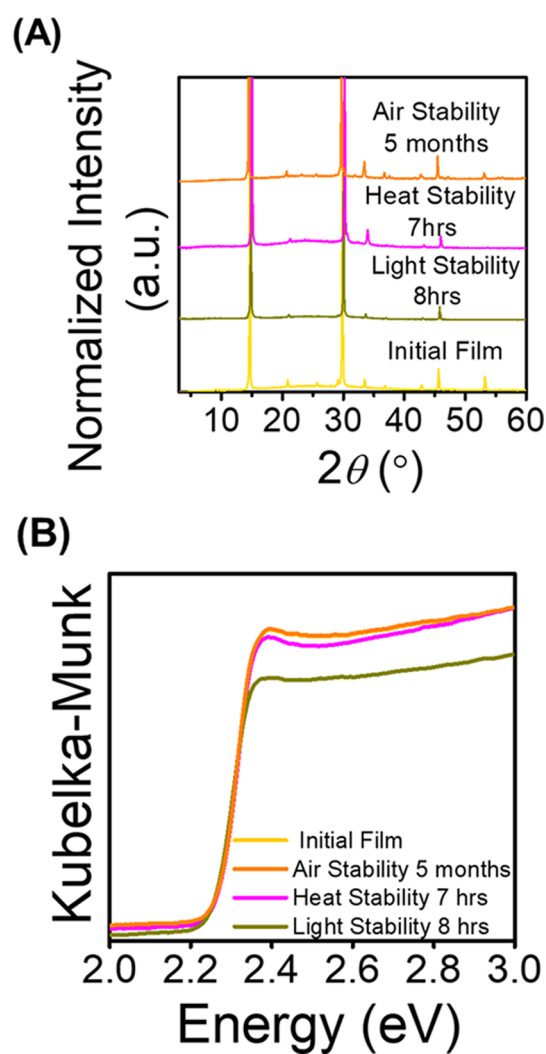 (A)
Normalized Intensity
(a.u.)
Air Stability
5 months
Heat Stability
7hrs
Light Stability
8hrs
Initial Film
10 20 30 40 50 60
2θ (°)
(B)
Kubelka-Munk
Initial Film
Air Stability 5 months
Heat Stability 7 hrs
Light Stability 8 hrs
2.0 2.2 2.4 2.6 2.8 3.0
Energy (eV)